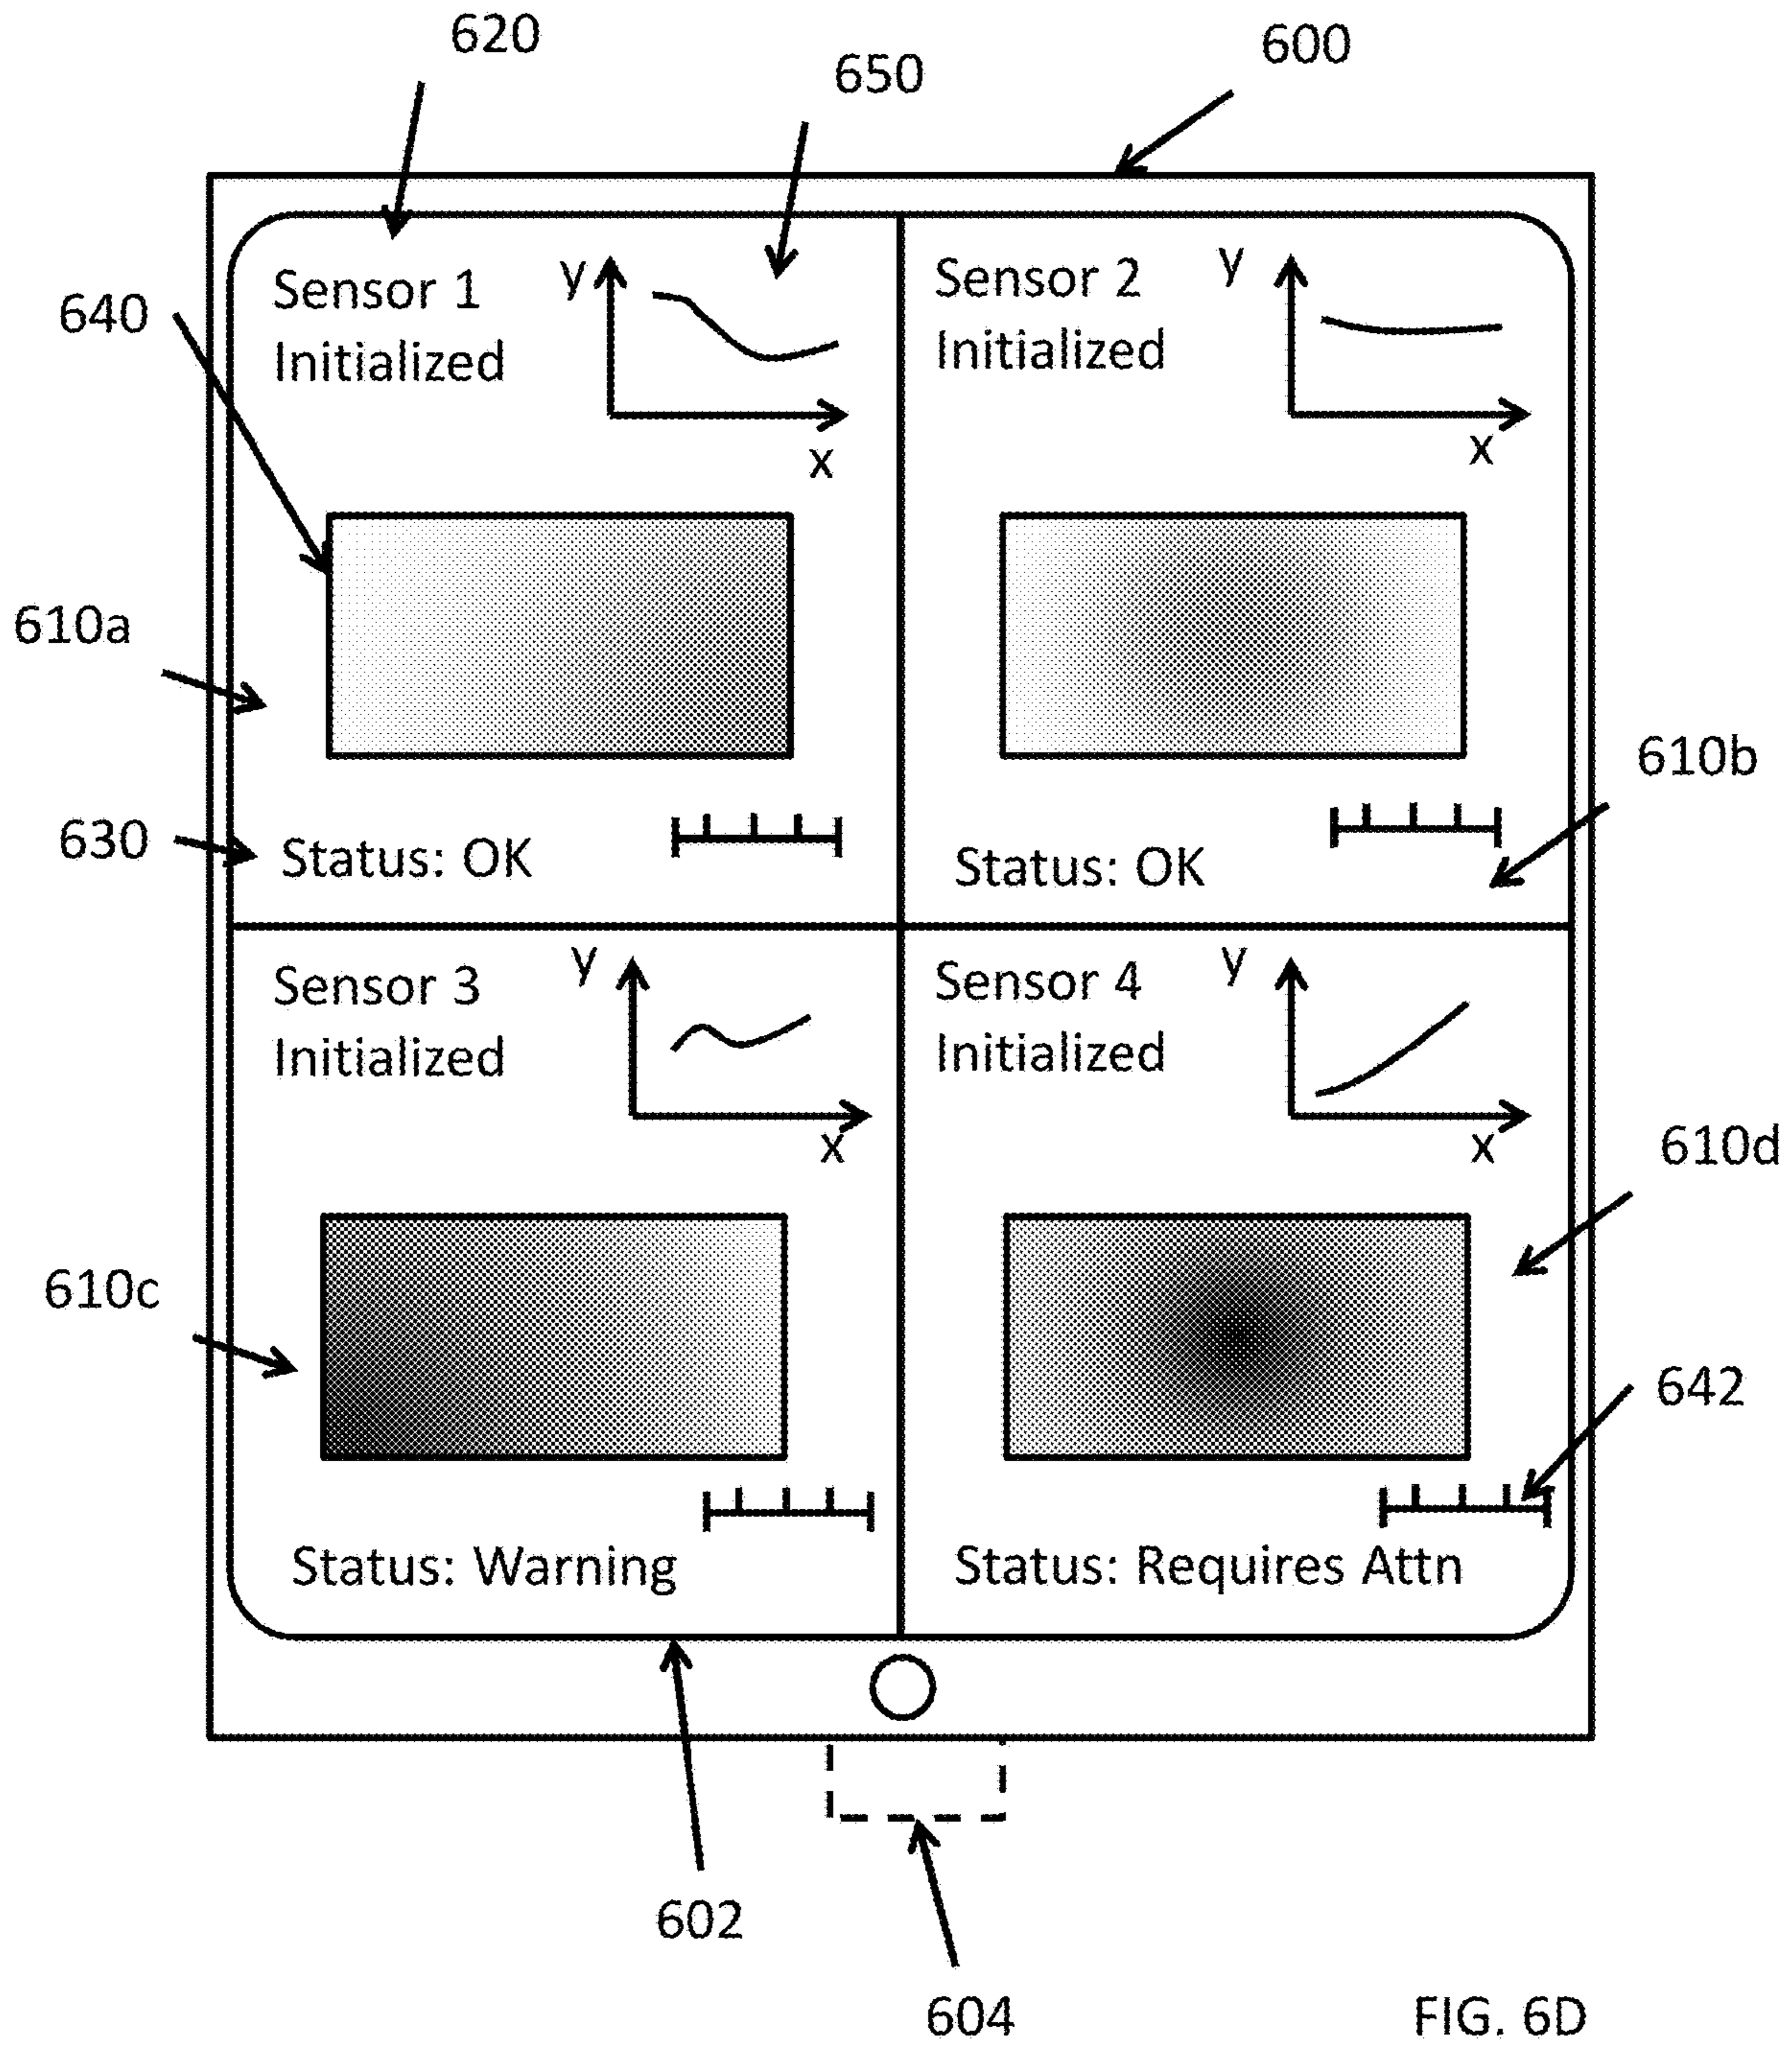 620
650
600
Sensor 1
Initialized
y
x
Sensor 2
Initialized
y
x
640
610a
610b
630
Status: OK
Status: OK
Sensor 3
Initialized
y
x
Sensor 4
Initialized
y
x
610d
610c
642
Status: Warning
Status: Requires Attn
602
604
FIG. 6D